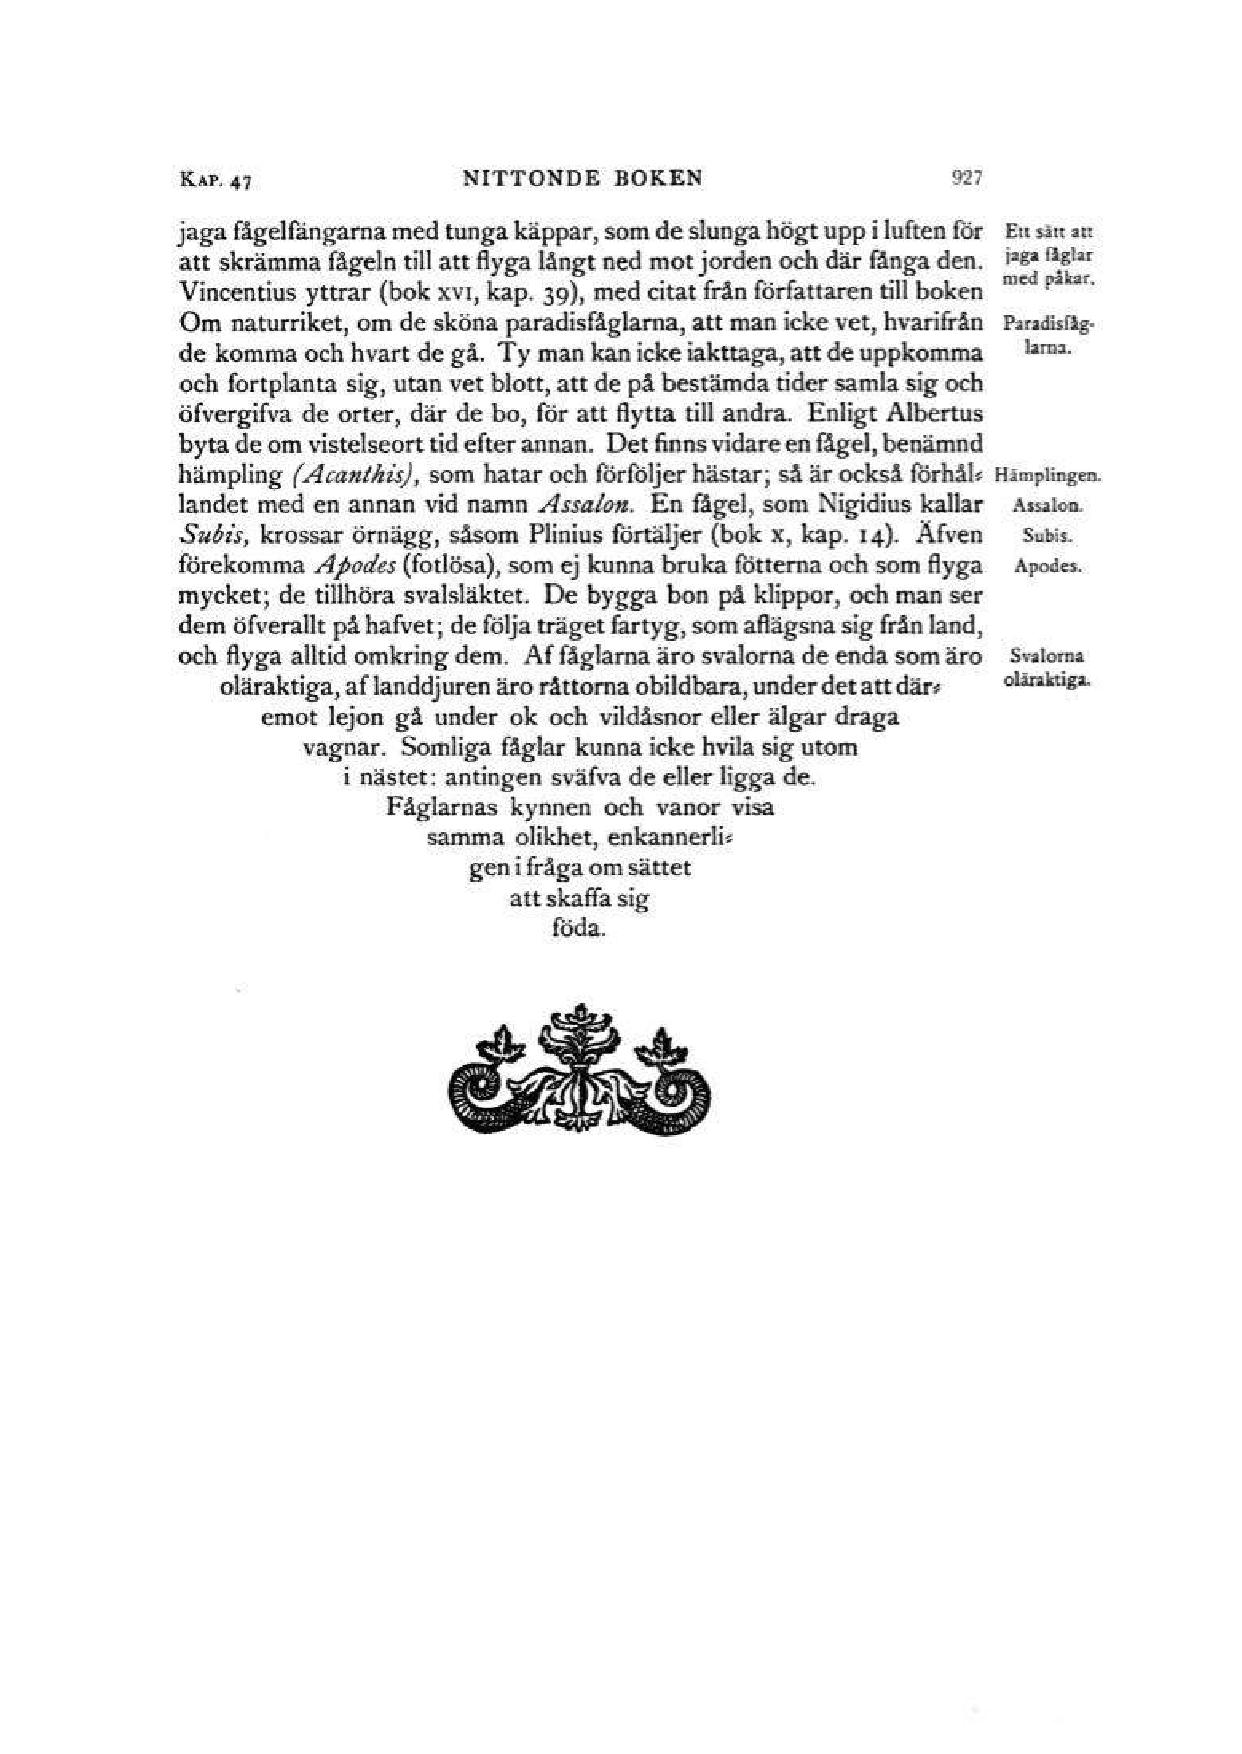 KAP. 47 NITTONDE BOKEN 927
jaga fågelfängarna med tunga käppar, som de slunga högt upp i luften för
att skrämma fågeln till att flyga långt ned mot jorden och där fånga den.
Vincentius yttrar (bok XVI, kap. 39), med citat från författaren till boken
Om naturriket, om de sköna paradisfåglarna, att man icke vet, hvarifrån
de komma och hvart de gå. Ty man kan icke iakttaga, att de uppkomma
och fortplanta sig, utan vet blott, att de på bestämda tider samla sig och
öfvergifva de orter, där de bo, för att flytta till andra. Enligt Albertus
byta de om vistelseort tid efter annan. Det finns vidare en fågel, benämnd
hämpling (Acanthis), som hatar och förföljer hästar; så är också förhål-
landet med en annan vid namn Assalon. En fågel, som Nigidius kallar
Subis, krossar örnägg, såsom Plinius förtäljer (bok X, kap. 14). Äfven
förekomma Apodes (fotlösa), som ej kunna bruka fötterna och som flyga
mycket; de tillhöra svalsläktet. De bygga bon på klippor, och man ser
dem öfverallt på hafvet; de följa träget fartyg, som aflägsna sig från land,
och flyga alltid omkring dem. Af fåglarna äro svalorna de enda som äro
oläraktiga, af landdjuren äro råttorna obildbara, under det att där-
emot lejon gå under ok och vildåsnor eller älgar draga
vagnar. Somliga fåglar kunna icke hvila sig utom
i nästet: antingen sväfva de eller ligga de.
Fåglarnas kynnen och vanor visa
samma olikhet, enkannerli-
gen i fråga om sättet
att skaffa sig
föda.
Ett sätt att
jaga fåglar
med påkar.
Paradisfåg-
larna.
Hämplingen.
Assalon.
Subis.
Apodes.
Svalorna
oläraktiga.